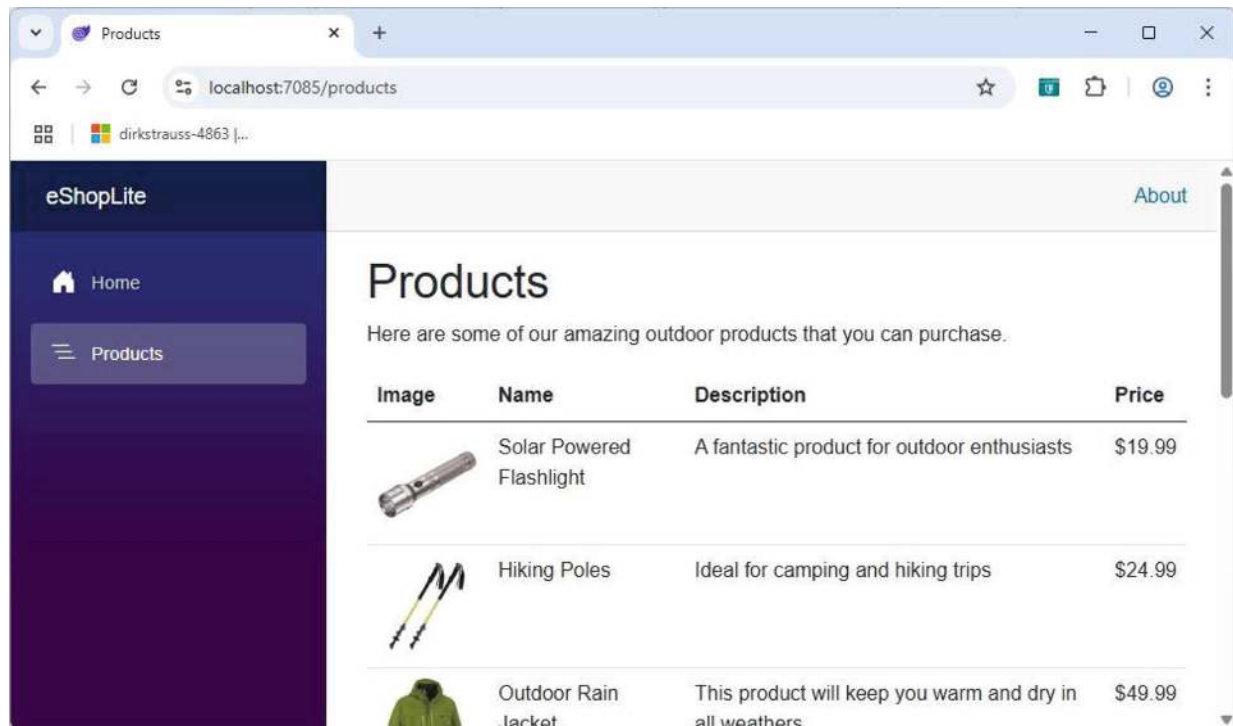 Products
localhost:7085/products
dirkstrauss-4863 |...
eShopLite
About
Home
Products
Products
Here are some of our amazing outdoor products that you can purchase.
Image Name Description Price
Solar Powered A fantastic product for outdoor enthusiasts $19.99
Flashlight
Hiking Poles Ideal for camping and hiking trips $24.99
Outdoor Rain This product will keep you warm and dry in $49.99
Jacket all weathers